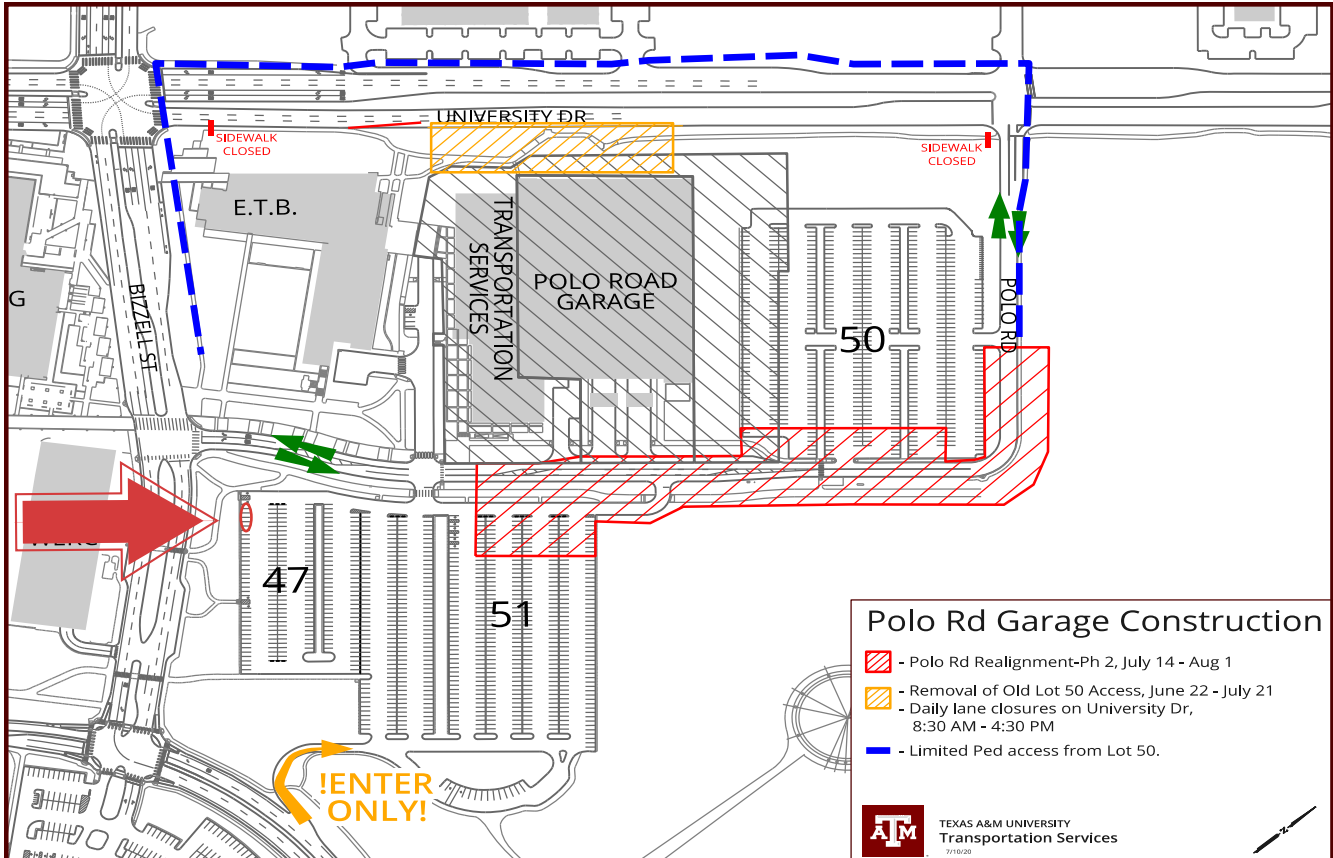 UNIVERSITY DR
SIDEWALK
CLOSED
SIDEWALK
CLOSED
E.T.B.
TRANSPORTATION
SERVICES
POLO ROAD
GARAGE
50
POLO RD
BIZZELL ST
G
47
51
!ENTER
ONLY!
Polo Rd Garage Construction
- Polo Rd Realignment-Ph 2, July 14 - Aug 1
- Removal of Old Lot 50 Access, June 22 - July 21
- Daily lane closures on University Dr,
8:30 AM - 4:30 PM
- Limited Ped access from Lot 50.
ATM
TEXAS A&M UNIVERSITY
Transportation Services
7/10/20
N